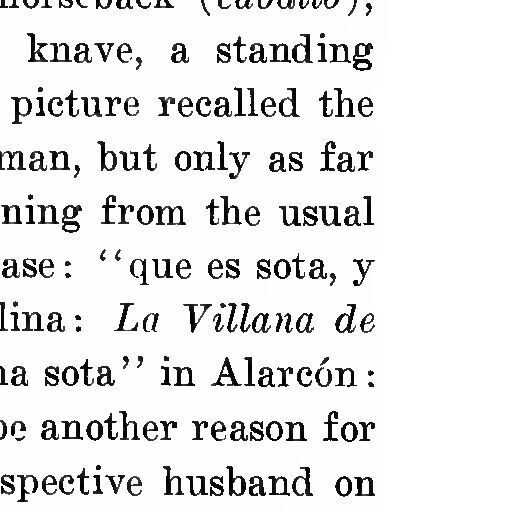 horseback (caballo),
knave, a standing
picture recalled the
man, but only as far
ning from the usual
ase: “que es sota, y
lina: La Villana de
na sota” in Alarcón:
be another reason for
spective husband on